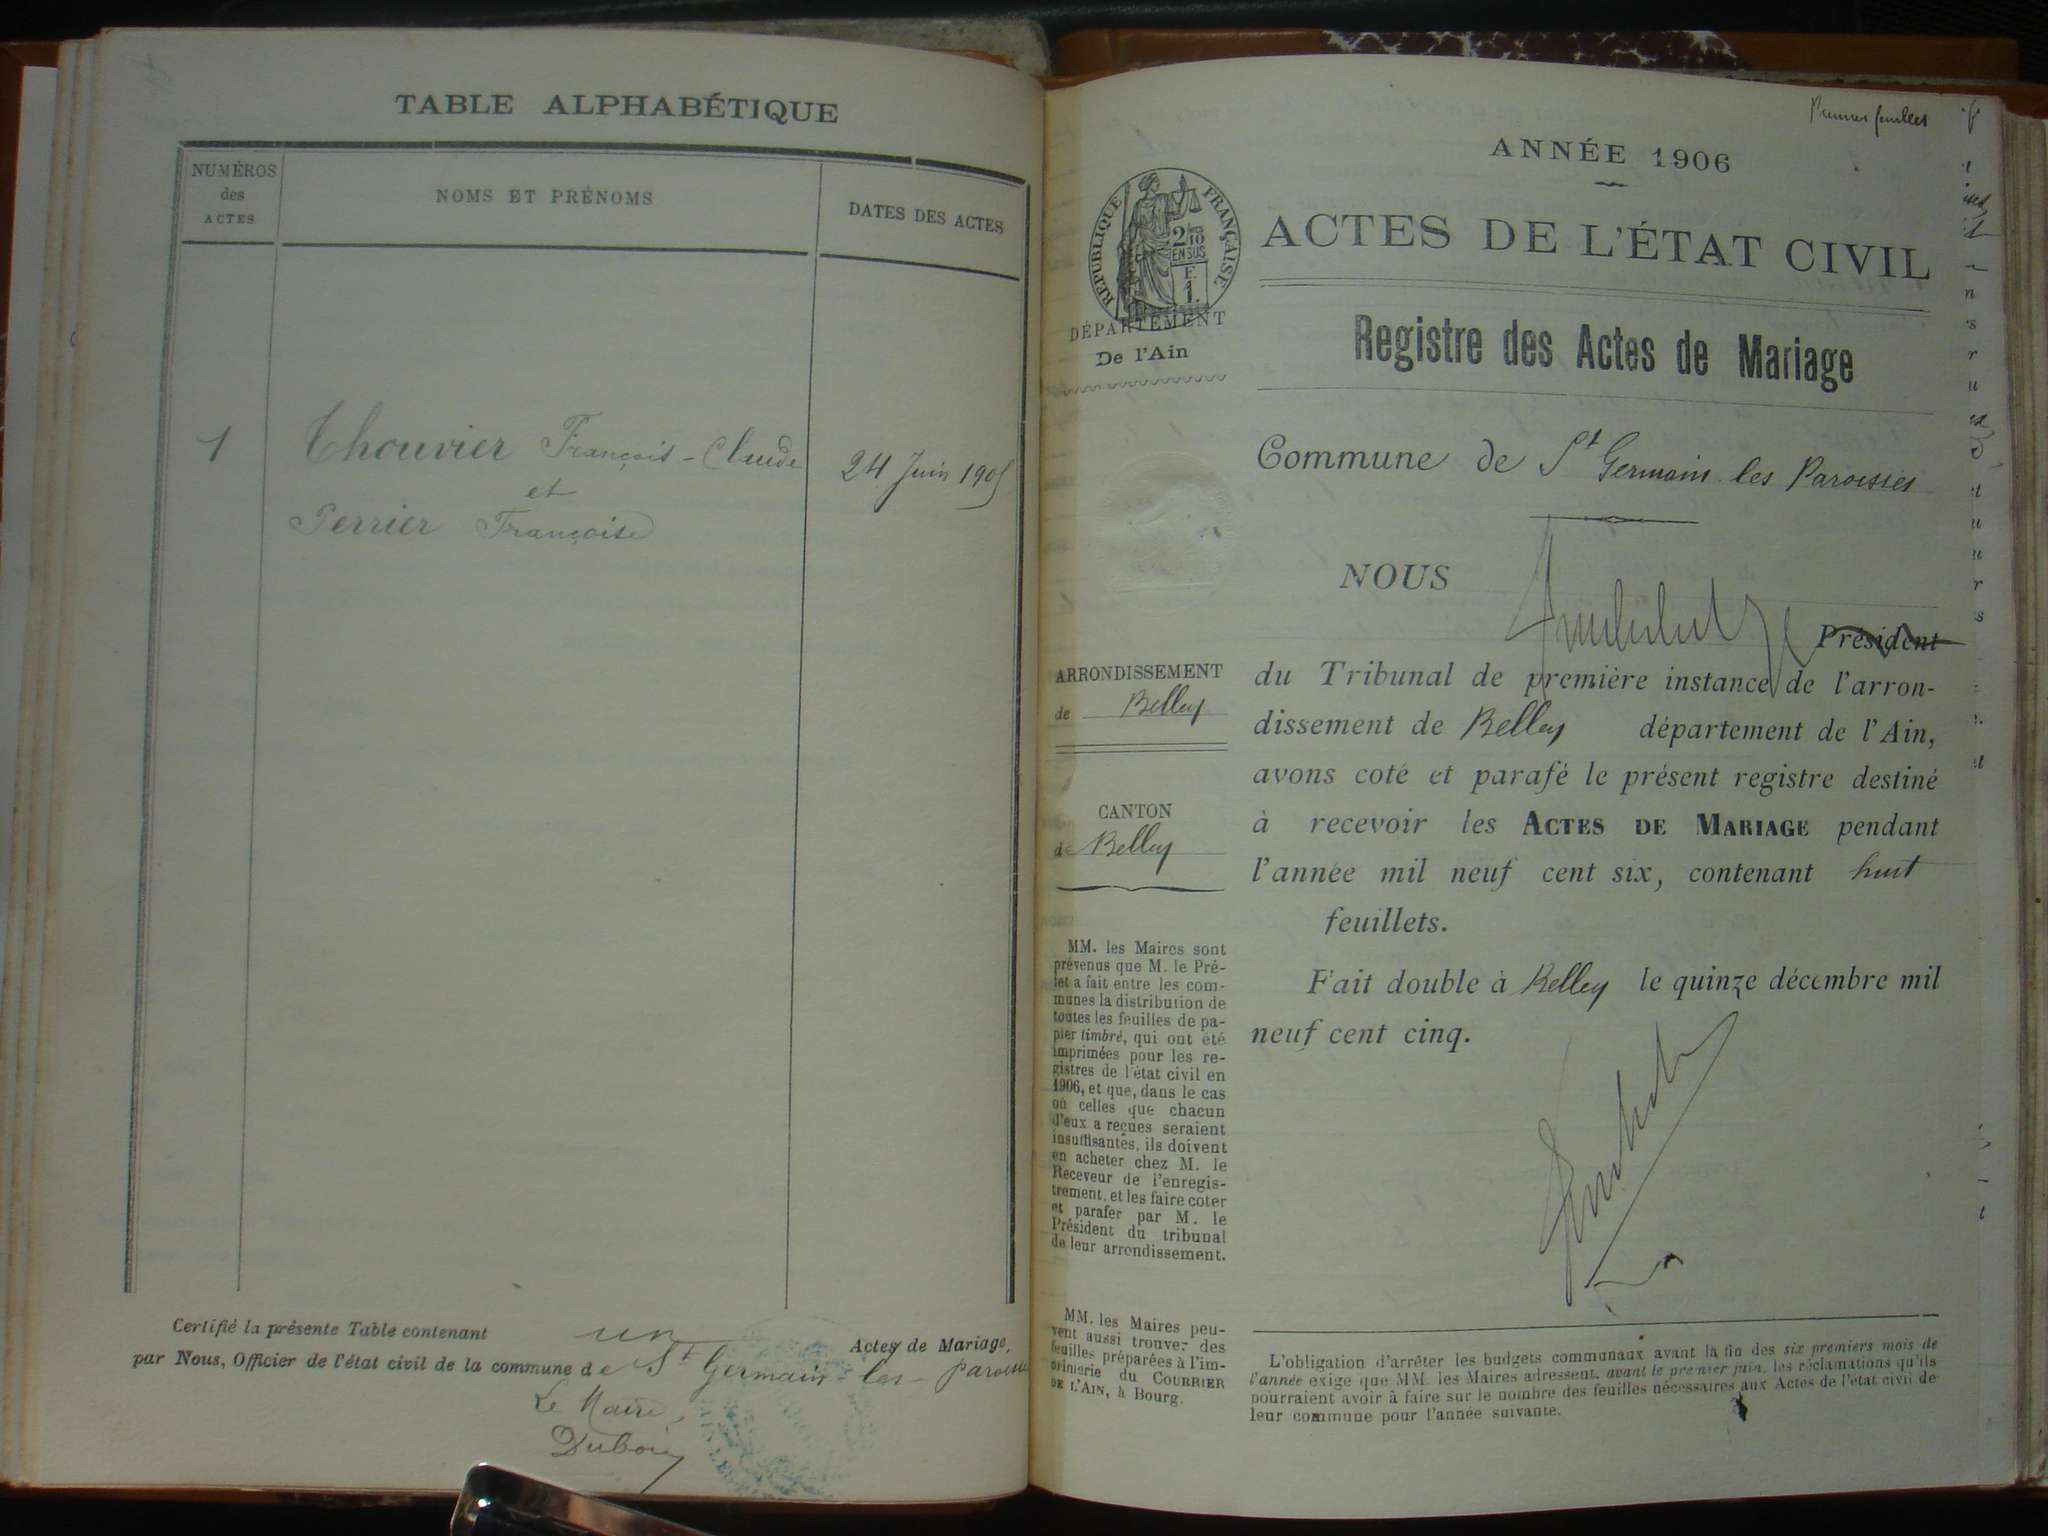 TABLE ALPHABÉTIQUE
NUMÉROS
des
ACTES
NOMS ET PRÉNOMS
DATES DES ACTES
1
Thouvier François-Claude
et
Perrier Françoise
24 Juin 1905
Certifié la présente Table contenant un Actes de Mariage,
par Nous, Officier de l'état civil de la commune de St Germain-les-paroisses
Le Maire,
Dubois
Premier feuillet
ANNÉE 1906
RÉPUBLIQUE FRANÇAISE
2/10
EN SUS
F.
1.
DÉPARTEMENT
De l'Ain
ACTES DE L'ÉTAT CIVIL
Registre des Actes de Mariage
Commune de St Germain les Paroisses
NOUS
Président
ARRONDISSEMENT
de Belley
CANTON
de Belley
MM. les Maires sont
prévenus que M. le Pré-
fet a fait entre les com-
munes la distribution de
toutes les feuilles de pa-
pier timbré, qui ont été
imprimées pour les re-
gistres de l'état civil en
1906, et que, dans le cas
où celles que chacun
d'eux a reçues seraient
insuffisantes, ils doivent
en acheter chez M. le
Receveur de l'enregis-
trement, et les faire coter
et parafer par M. le
Président du tribunal
de leur arrondissement.
MM. les Maires peu-
vent aussi trouver des
feuilles préparées à l'im-
primerie du COURRIER
DE L'AIN, à Bourg.
du Tribunal de première instance de l'arron-
dissement de Belley département de l'Ain,
avons coté et parafé le présent registre destiné
à recevoir les ACTES DE MARIAGE pendant
l'année mil neuf cent six, contenant huit
feuillets.
Fait double à Belley le quinze décembre mil
neuf cent cinq.
L'obligation d'arrêter les budgets communaux avant la fin des six premiers mois de
l'année exige que MM. les Maires adressent, avant le premier juin, les réclamations qu'ils
pourraient avoir à faire sur le nombre des feuilles nécessaires aux Actes de l'état civil de
leur commune pour l'année suivante.